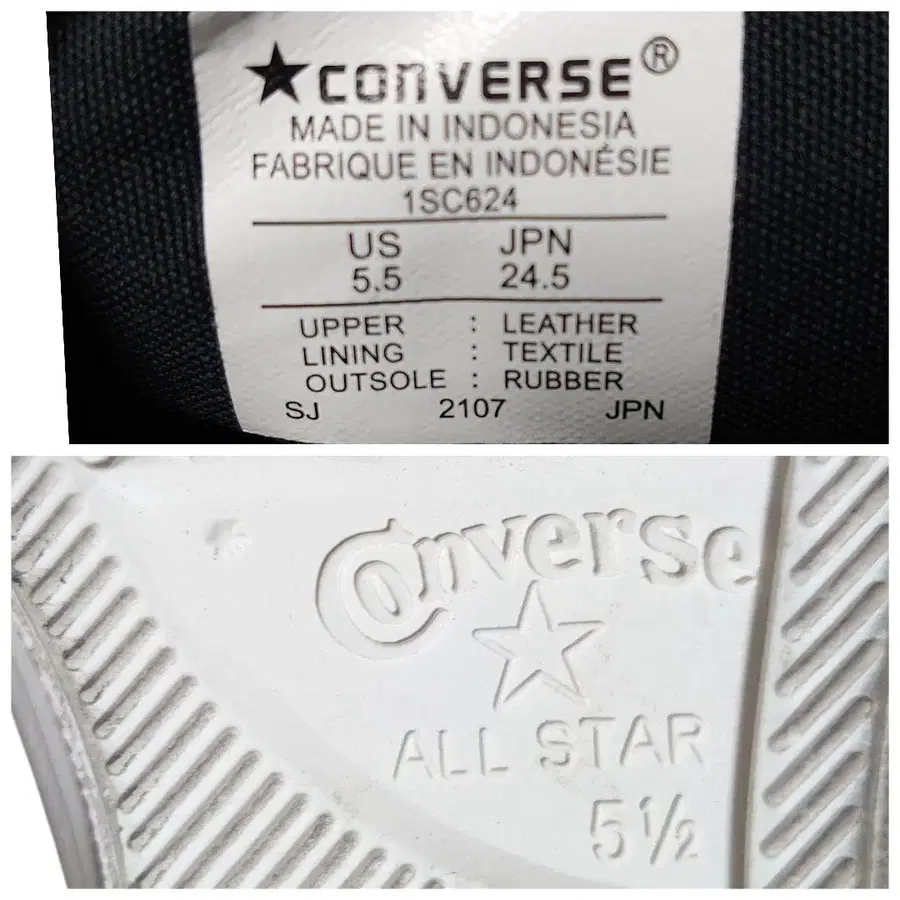 ★CONVERSE®
MADE IN INDONESIA
FABRIQUE EN INDONÉSIE
1SC624
US JPN
5.5 24.5
UPPER : LEATHER
LINING : TEXTILE
OUTSOLE : RUBBER
SJ 2107 JPN
Converse
ALL STAR
5½